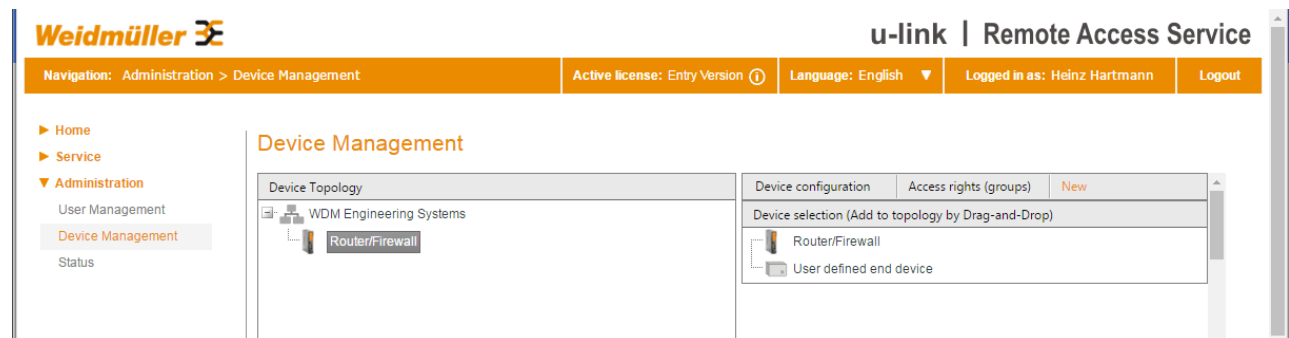 Weidmüller
u-link | Remote Access Service
Navigation: Administration > Device Management
Active license: Entry Version
Language: English
Logged in as: Heinz Hartmann
Logout
Home
Service
Administration
User Management
Device Management
Status
Device Management
Device Topology
WDM Engineering Systems
Router/Firewall
Device configuration
Access rights (groups)
New
Device selection (Add to topology by Drag-and-Drop)
Router/Firewall
User defined end device